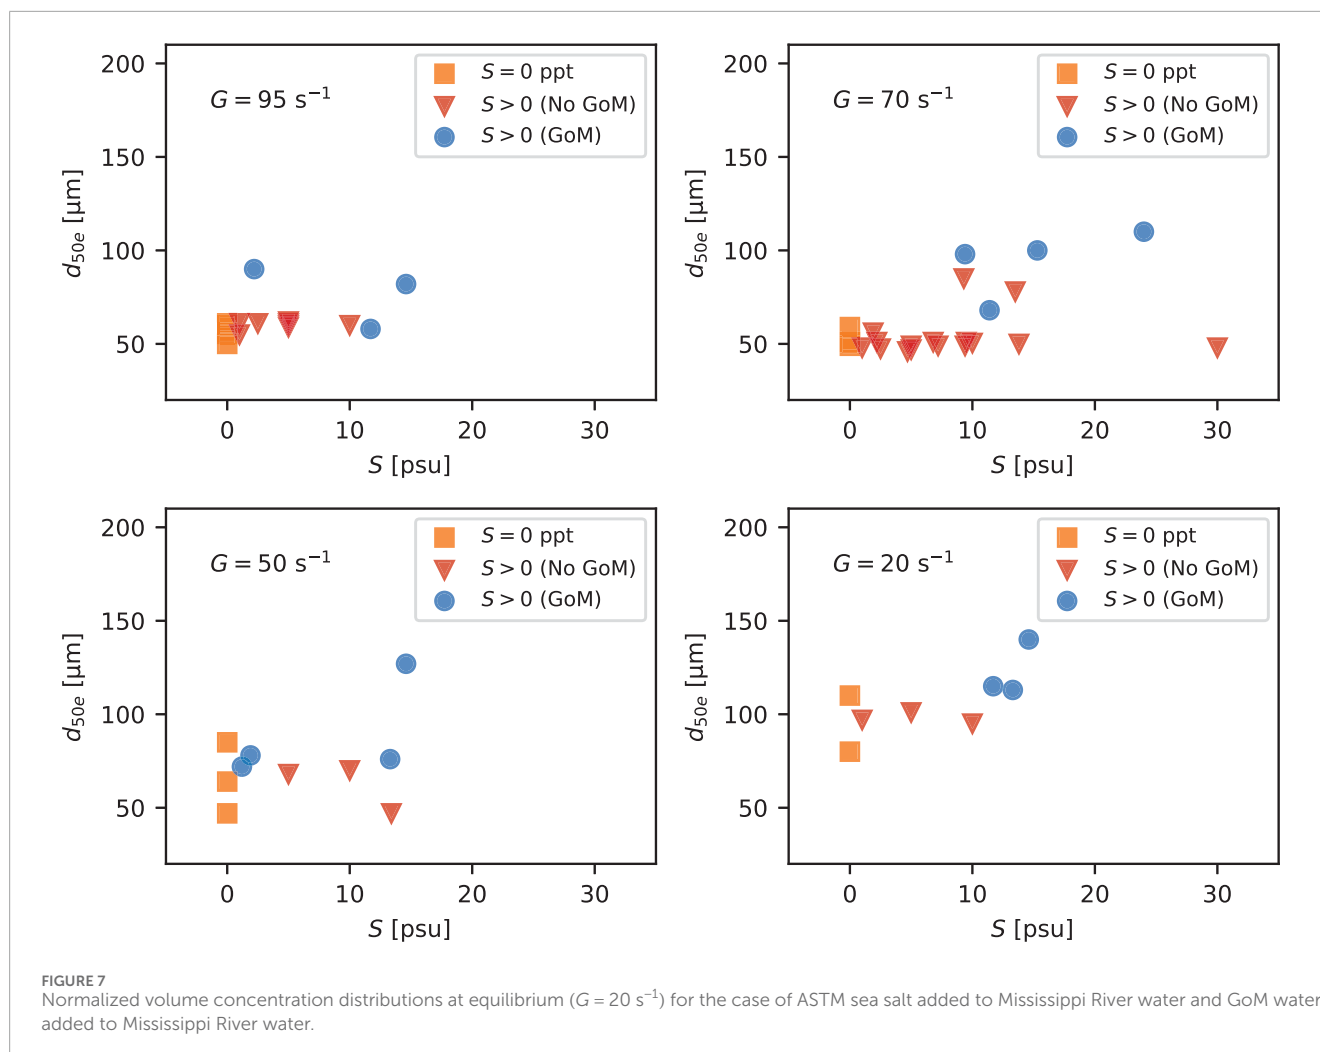 200
150
100
50
d50e [µm]
G = 95 s⁻¹
S = 0 ppt
S > 0 (No GoM)
S > 0 (GoM)
0 10 20 30
S [psu]
200
150
100
50
d50e [µm]
G = 70 s⁻¹
S = 0 ppt
S > 0 (No GoM)
S > 0 (GoM)
0 10 20 30
S [psu]
200
150
100
50
d50e [µm]
G = 50 s⁻¹
S = 0 ppt
S > 0 (No GoM)
S > 0 (GoM)
0 10 20 30
S [psu]
200
150
100
50
d50e [µm]
G = 20 s⁻¹
S = 0 ppt
S > 0 (No GoM)
S > 0 (GoM)
0 10 20 30
S [psu]
FIGURE 7
Normalized volume concentration distributions at equilibrium (G = 20 s⁻¹) for the case of ASTM sea salt added to Mississippi River water and GoM water
added to Mississippi River water.